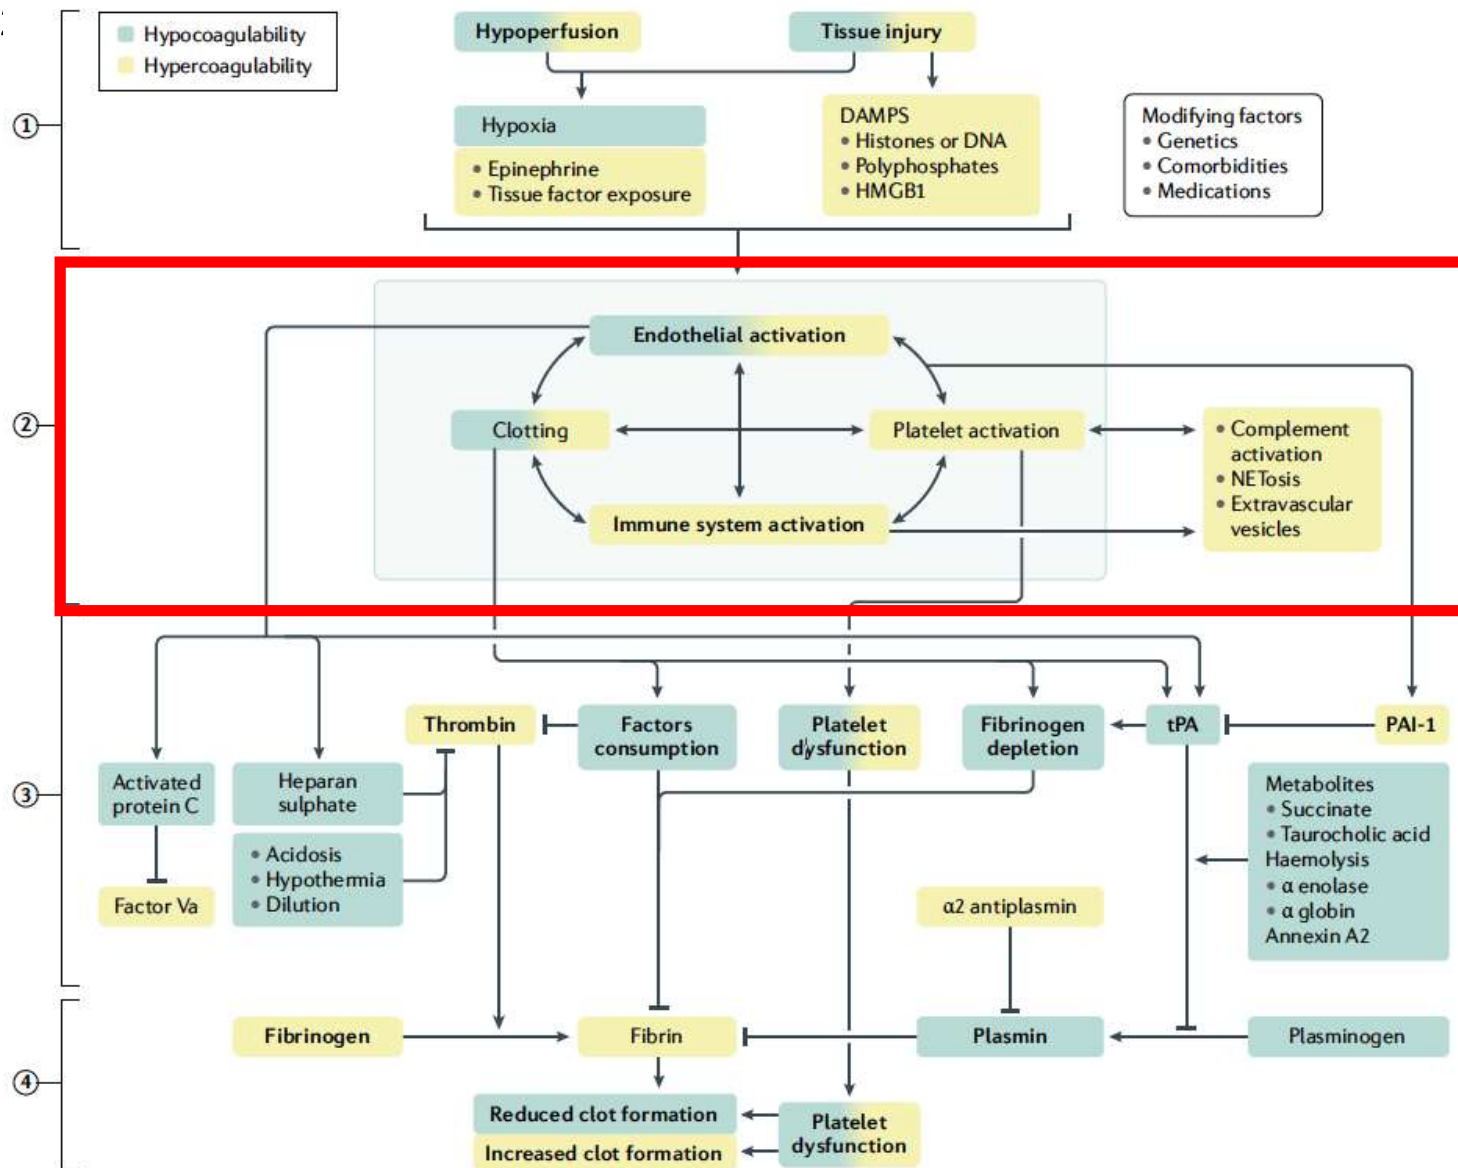 Hypocoagulability
Hypercoagulability
Hypoperfusion
Tissue injury
①
Hypoxia
• Epinephrine
• Tissue factor exposure
DAMPS
• Histones or DNA
• Polyphosphates
• HMGB1
Modifying factors
• Genetics
• Comorbidities
• Medications
②
Endothelial activation
Clotting
Platelet activation
Immune system activation
• Complement
activation
• NETosis
• Extravascular
vesicles
③
Thrombin
Factors
consumption
Platelet
dysfunction
Fibrinogen
depletion
tPA
PAI-1
Activated
protein C
Heparan
sulphate
• Acidosis
• Hypothermia
• Dilution
Factor Va
α2 antiplasmin
Metabolites
• Succinate
• Taurocholic acid
Haemolysis
• α enolase
• α globin
Annexin A2
④
Fibrinogen
Fibrin
Plasmin
Plasminogen
Reduced clot formation
Increased clot formation
Platelet
dysfunction